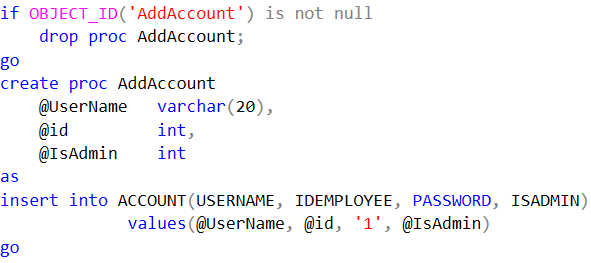 if OBJECT_ID('AddAccount') is not null
    drop proc AddAccount;
go
create proc AddAccount
    @UserName   varchar(20),
    @id         int,
    @IsAdmin    int
as
insert into ACCOUNT(USERNAME, IDEMPLOYEE, PASSWORD, ISADMIN)
            values(@UserName, @id, '1', @IsAdmin)
go